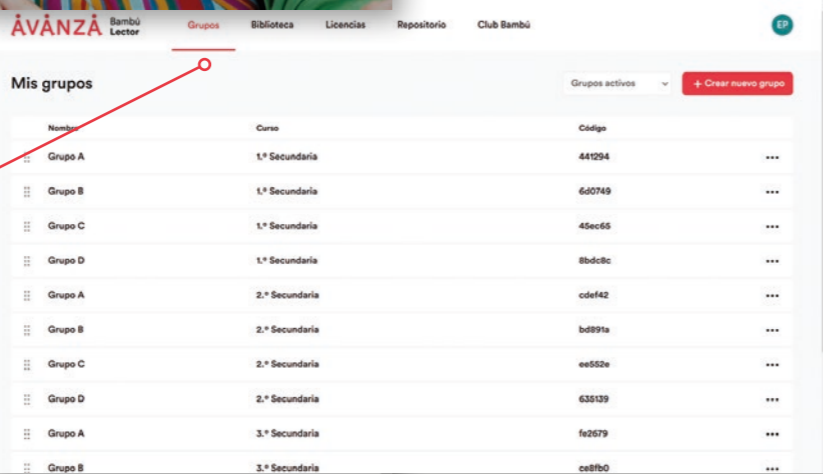 ÅVÅNZÅ Bambú Lector Grupos Biblioteca Licencias Repositorio Club Bambú EP
Mis grupos Grupos activos + Crear nuevo grupo
Nombre Curso Código
Grupo A 1.º Secundaria 441294
Grupo B 1.º Secundaria 6d0749
Grupo C 1.º Secundaria 45ec65
Grupo D 1.º Secundaria 8bdc8c
Grupo A 2.º Secundaria cdef42
Grupo B 2.º Secundaria bd891a
Grupo C 2.º Secundaria ee552e
Grupo D 2.º Secundaria 635139
Grupo A 3.º Secundaria fe2679
Grupo B 3.º Secundaria ce8fb0